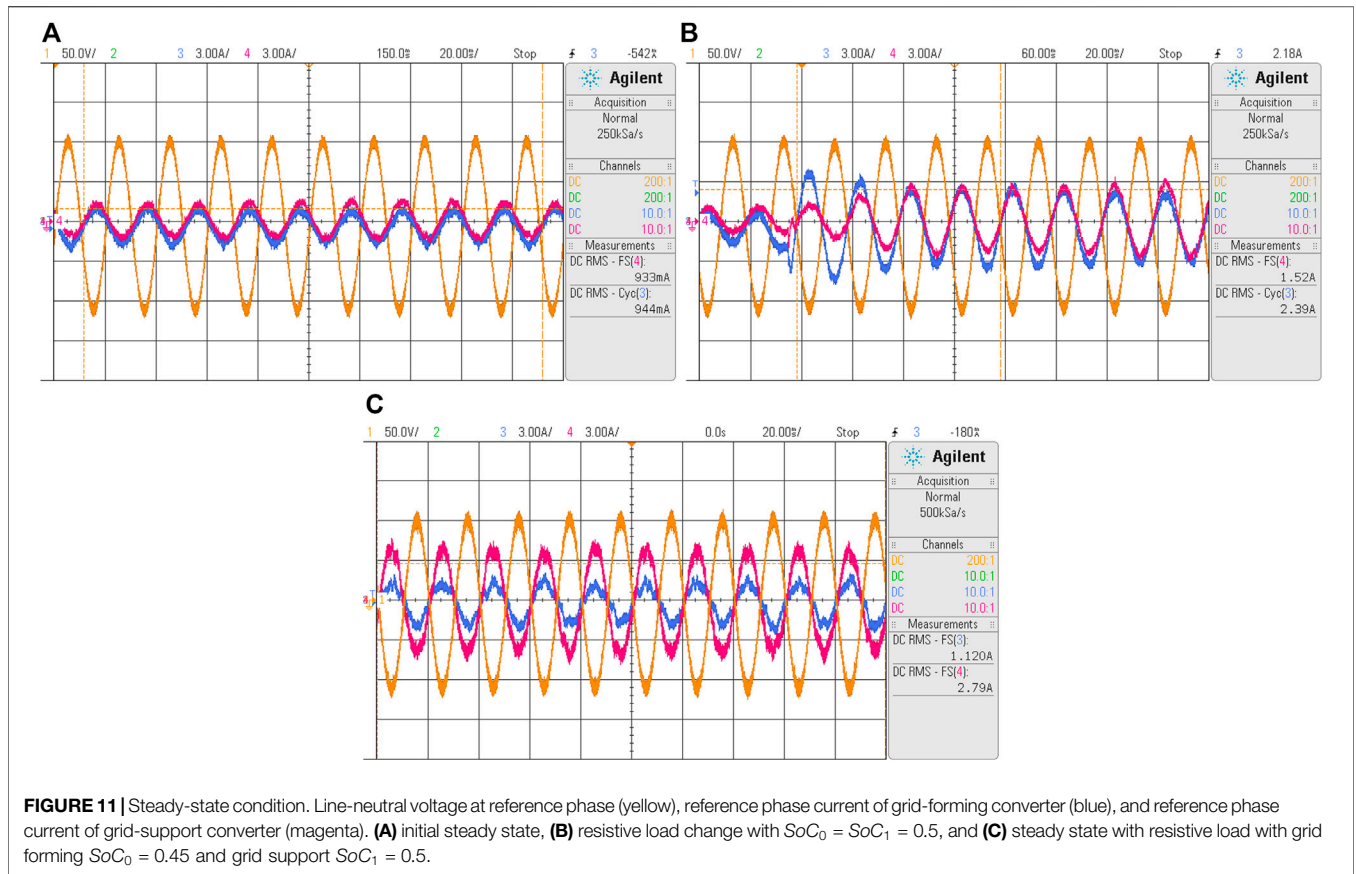 A
1 50.0V/ 2 3 3.00A/ 4 3.00A/ 150.0s 20.00s/ Stop 3 -542
Agilent
Acquisition
Normal
250kSa/s
Channels
DC 200:1
DC 200:1
DC 10.0:1
DC 10.0:1
Measurements
DC RMS - FS(4):
933mA
DC RMS - Cyc(3):
944mA
B
1 50.0V/ 2 3 3.00A/ 4 3.00A/ 60.00s 20.00s/ Stop 3 2.18A
Agilent
Acquisition
Normal
250kSa/s
Channels
DC 200:1
DC 200:1
DC 10.0:1
DC 10.0:1
Measurements
DC RMS - FS(4):
1.52A
DC RMS - Cyc(3):
2.39A
C
1 50.0V/ 2 3 3.00A/ 4 3.00A/ 0.0s 20.00s/ Stop 3 -180
Agilent
Acquisition
Normal
500kSa/s
Channels
DC 200:1
DC 10.0:1
DC 10.0:1
DC 10.0:1
Measurements
DC RMS - FS(3):
1.120A
DC RMS - FS(4):
2.79A
FIGURE 11 | Steady-state condition. Line-neutral voltage at reference phase (yellow), reference phase current of grid-forming converter (blue), and reference phase
current of grid-support converter (magenta). (A) initial steady state, (B) resistive load change with SoC₀ = SoC₁ = 0.5, and (C) steady state with resistive load with grid
forming SoC₀ = 0.45 and grid support SoC₁ = 0.5.